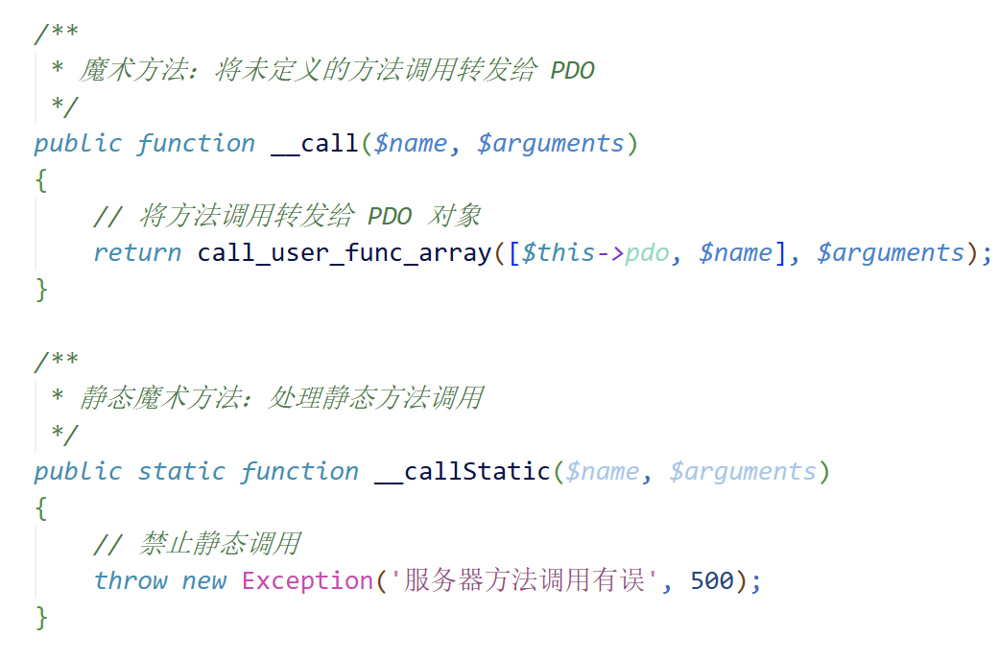 /**
 * 魔术方法：将未定义的方法调用转发给 PDO
 */
public function __call($name, $arguments)
{
    // 将方法调用转发给 PDO 对象
    return call_user_func_array([$this->pdo, $name], $arguments);
}

/**
 * 静态魔术方法：处理静态方法调用
 */
public static function __callStatic($name, $arguments)
{
    // 禁止静态调用
    throw new Exception('服务器方法调用有误', 500);
}